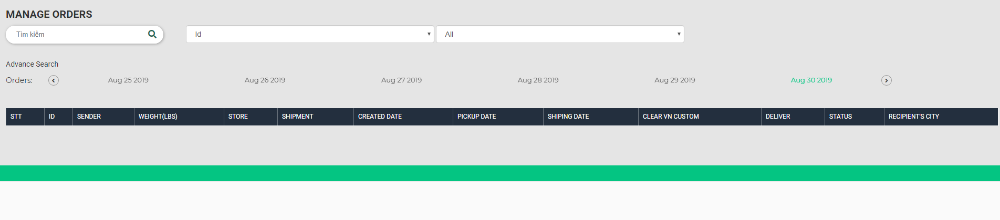 MANAGE ORDERS
Tìm kiếm Id All
Advance Search
Orders: Aug 25 2019 Aug 26 2019 Aug 27 2019 Aug 28 2019 Aug 29 2019 Aug 30 2019
STT ID SENDER WEIGHT(LBS) STORE SHIPMENT CREATED DATE PICKUP DATE SHIPING DATE CLEAR VN CUSTOM DELIVER STATUS RECIPIENT'S CITY